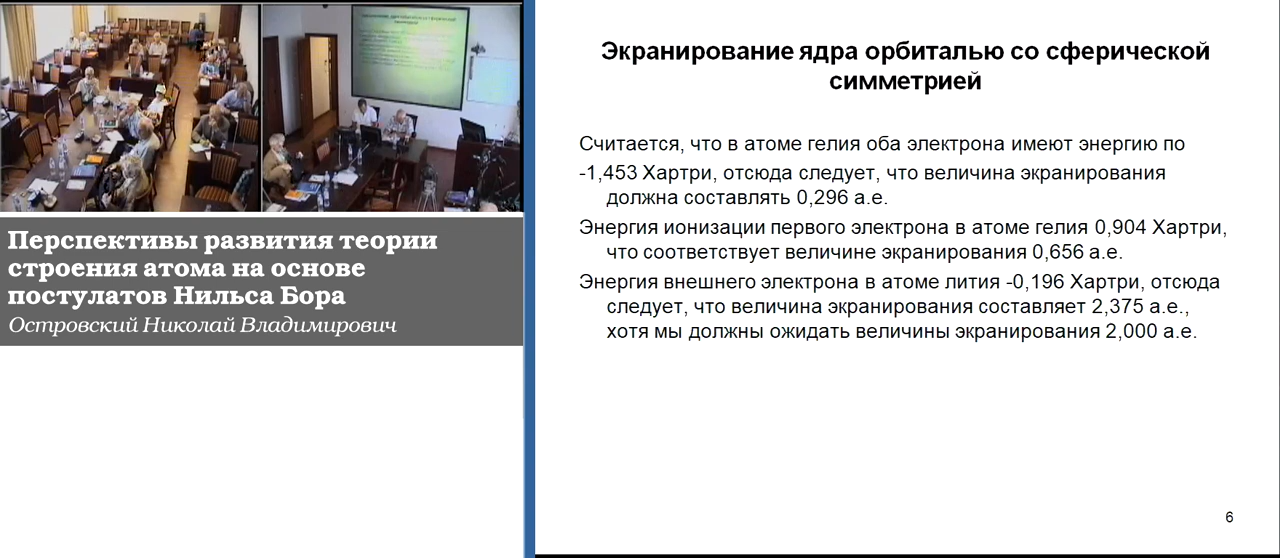 Перспективы развития теории
строения атома на основе
постулатов Нильса Бора
Островский Николай Владимирович
Экранирование ядра орбиталью со сферической
симметрией
Считается, что в атоме гелия оба электрона имеют энергию по
-1,453 Хартри, отсюда следует, что величина экранирования
должна составлять 0,296 а.е.
Энергия ионизации первого электрона в атоме гелия 0,904 Хартри,
что соответствует величине экранирования 0,656 а.е.
Энергия внешнего электрона в атоме лития -0,196 Хартри, отсюда
следует, что величина экранирования составляет 2,375 а.е.,
хотя мы должны ожидать величины экранирования 2,000 а.е.
6